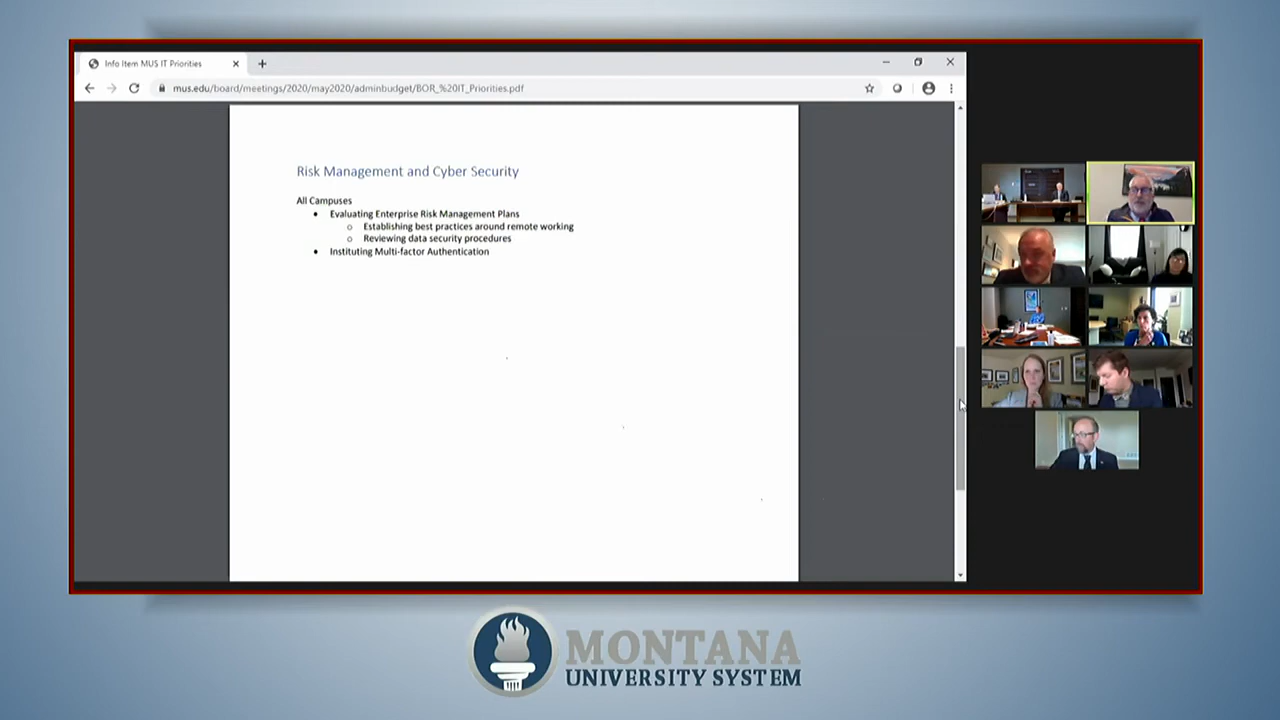 Info Item MUS IT Priorities
mus.edu/board/meetings/2020/may2020/adminbudget/BOR_%20IT_Priorities.pdf
Risk Management and Cyber Security
All Campuses
• Evaluating Enterprise Risk Management Plans
o Establishing best practices around remote working
o Reviewing data security procedures
• Instituting Multi-factor Authentication
MONTANA
UNIVERSITY SYSTEM